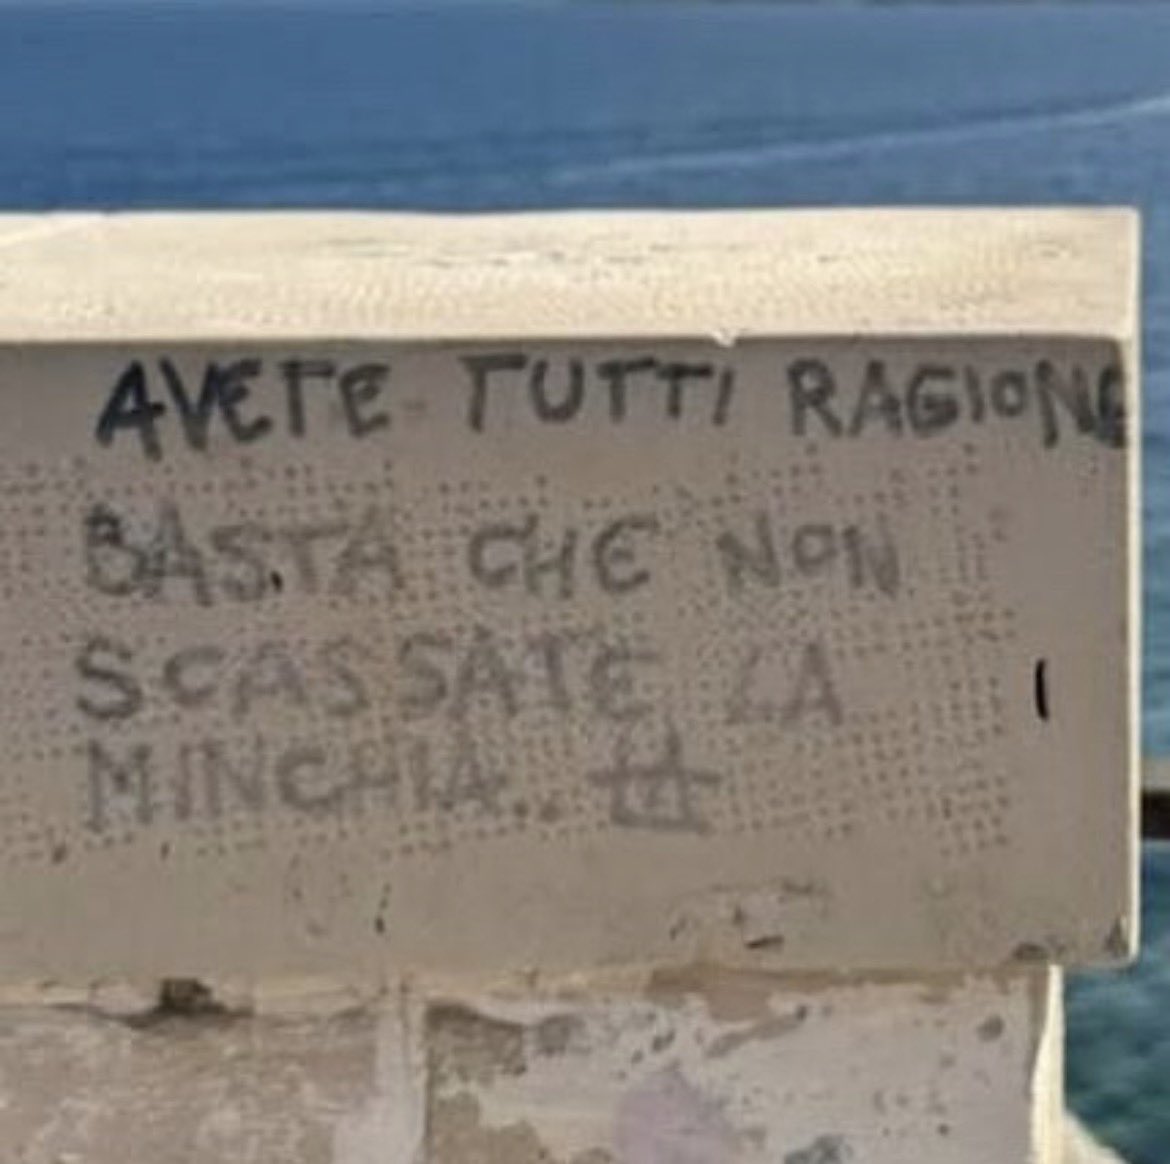 AVETE TUTTI RAGIONE
BASTA CHE NON
SCASSATE LA
MINCHIA..